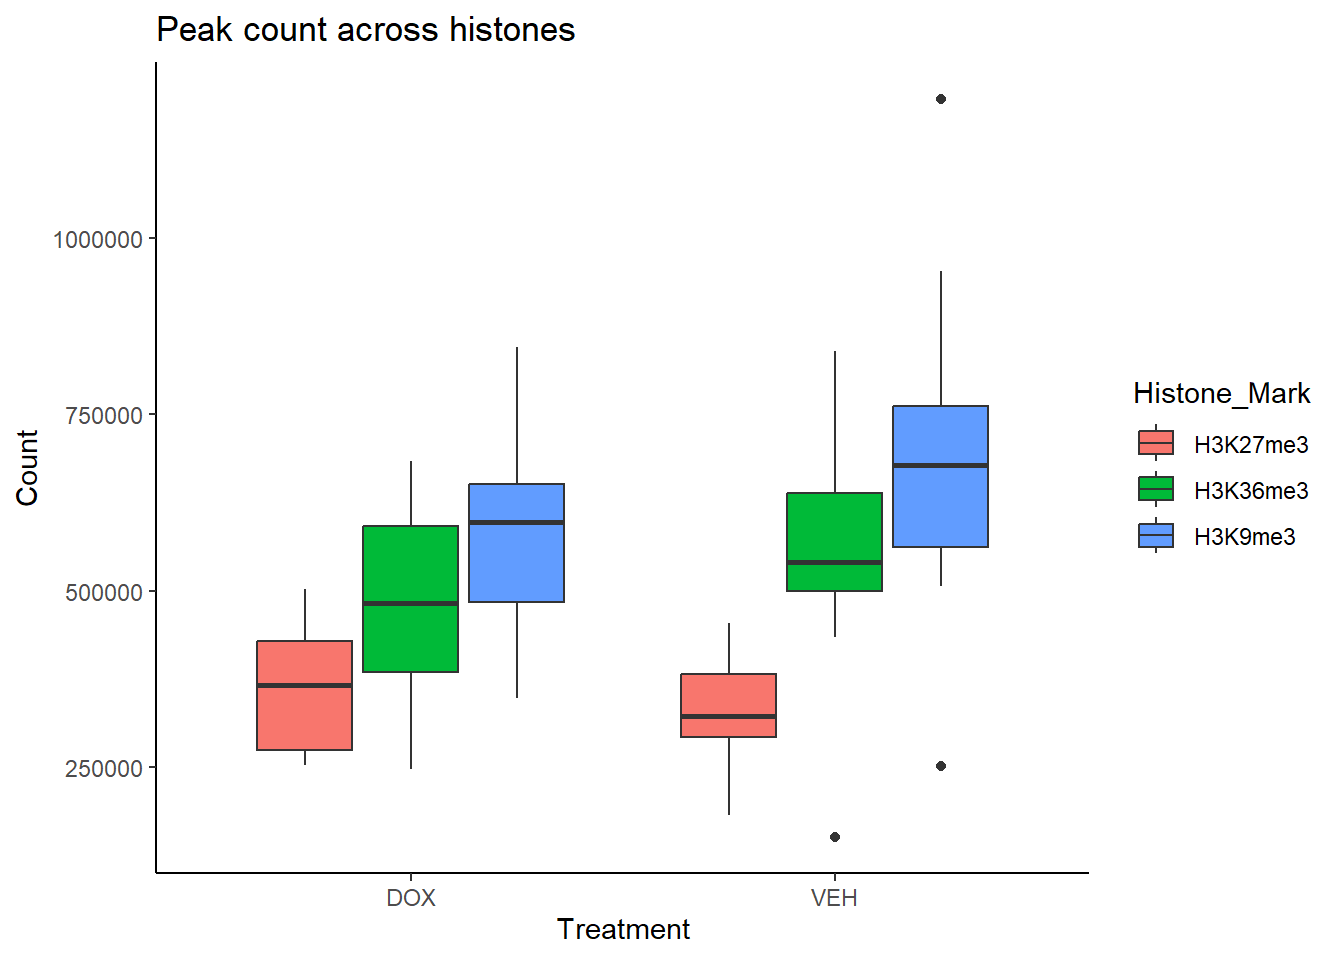 Peak count across histones
Count
1000000
750000
500000
250000
DOX
VEH
Treatment
Histone_Mark
H3K27me3
H3K36me3
H3K9me3